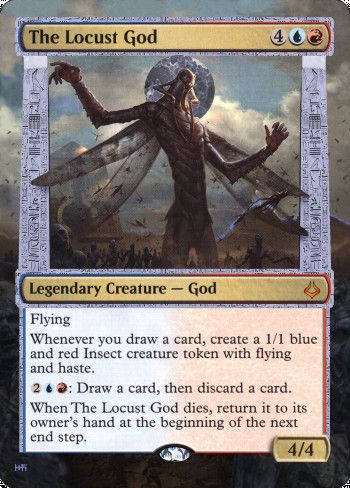 The Locust God 4
Legendary Creature — God
Flying
Whenever you draw a card, create a 1/1 blue
and red Insect creature token with flying
and haste.
2: Draw a card, then discard a card.
When The Locust God dies, return it to its
owner's hand at the beginning of the next
end step.
4/4